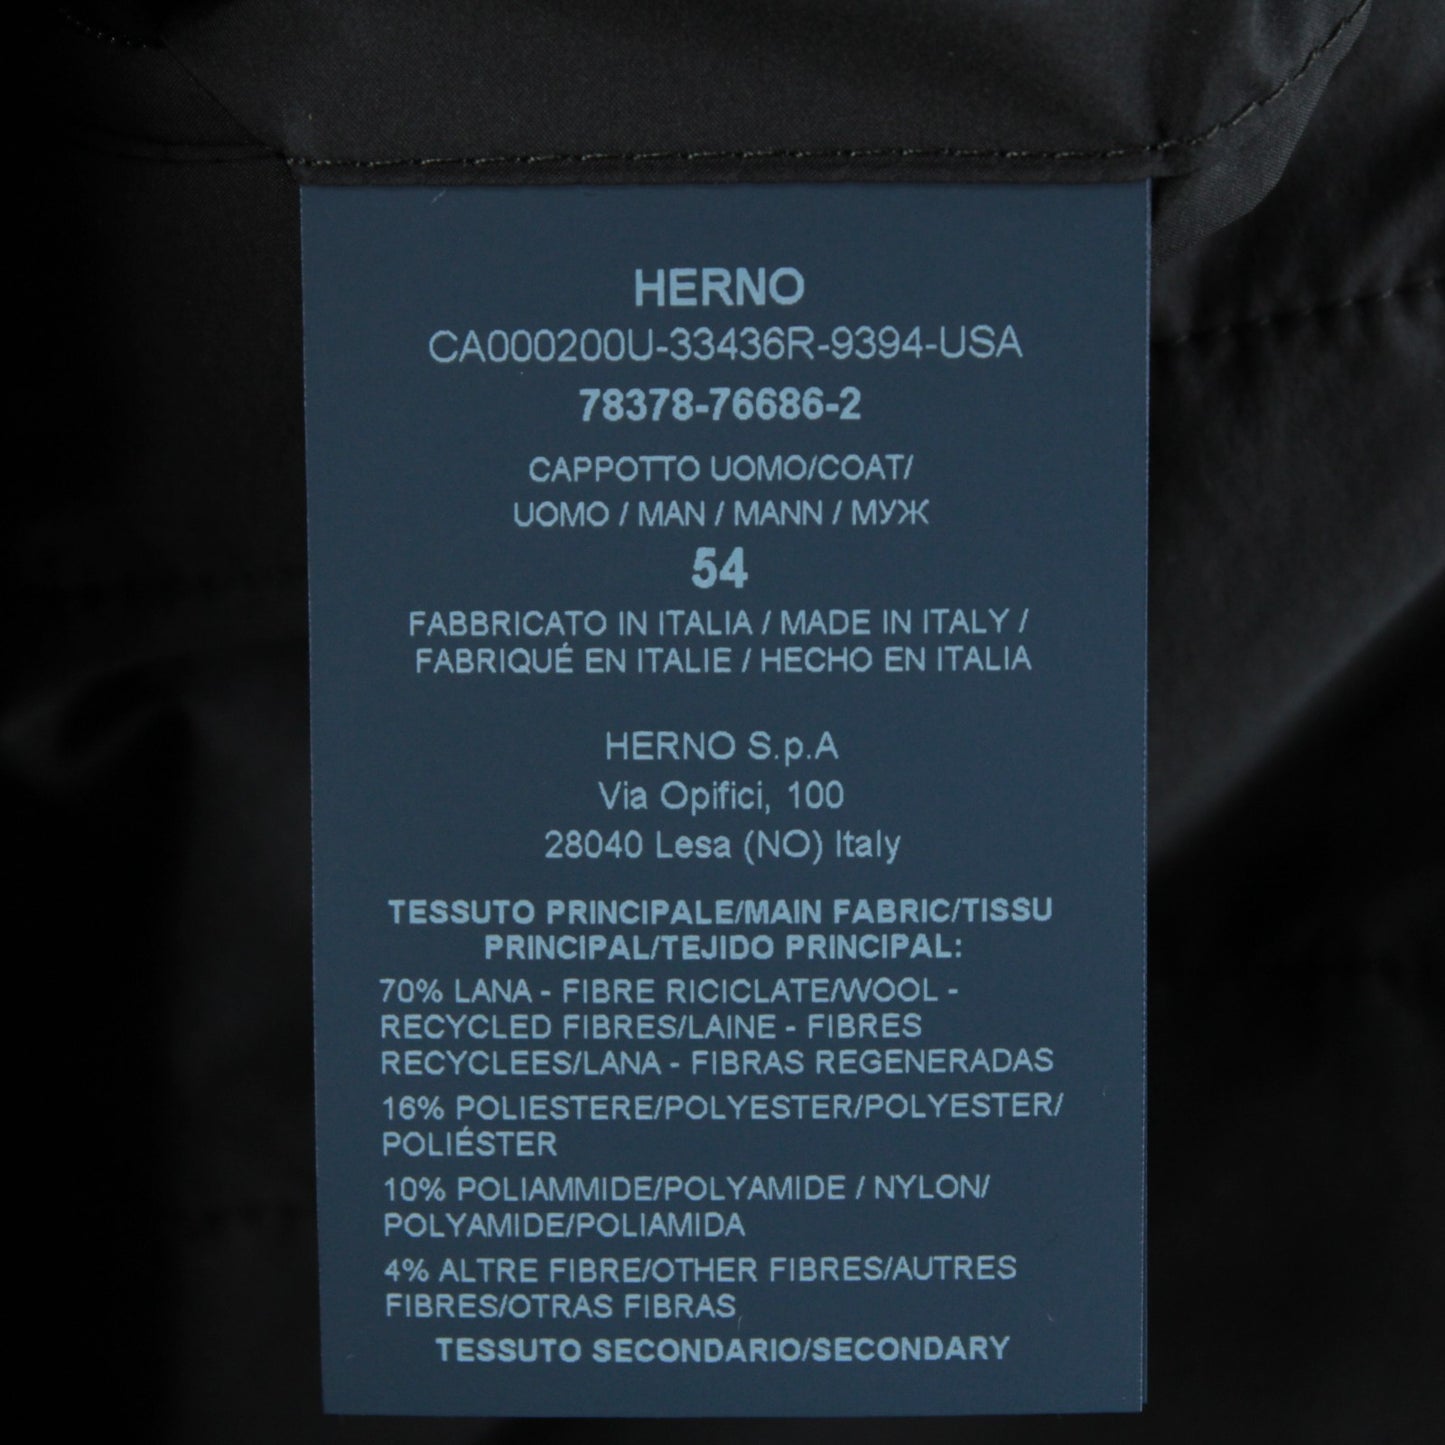 HERNO
CA000200U-33436R-9394-USA
78378-76686-2
CAPPOTTO UOMO/COAT/
UOMO / MAN / MANN / МУЖ
54
FABBRICATO IN ITALIA / MADE IN ITALY /
FABRIQUÉ EN ITALIE / HECHO EN ITALIA
HERNO S.p.A
Via Opifici, 100
28040 Lesa (NO) Italy
TESSUTO PRINCIPALE/MAIN FABRIC/TISSU
PRINCIPAL/TEJIDO PRINCIPAL:
70% LANA - FIBRE RICICLATE/WOOL -
RECYCLED FIBRES/LAINE - FIBRES
RECYCLEES/LANA - FIBRAS REGENERADAS
16% POLIESTERE/POLYESTER/POLYESTER/
POLIÉSTER
10% POLIAMMIDE/POLYAMIDE / NYLON/
POLYAMIDE/POLIAMIDA
4% ALTRE FIBRE/OTHER FIBRES/AUTRES
FIBRES/OTRAS FIBRAS
TESSUTO SECONDARIO/SECONDARY